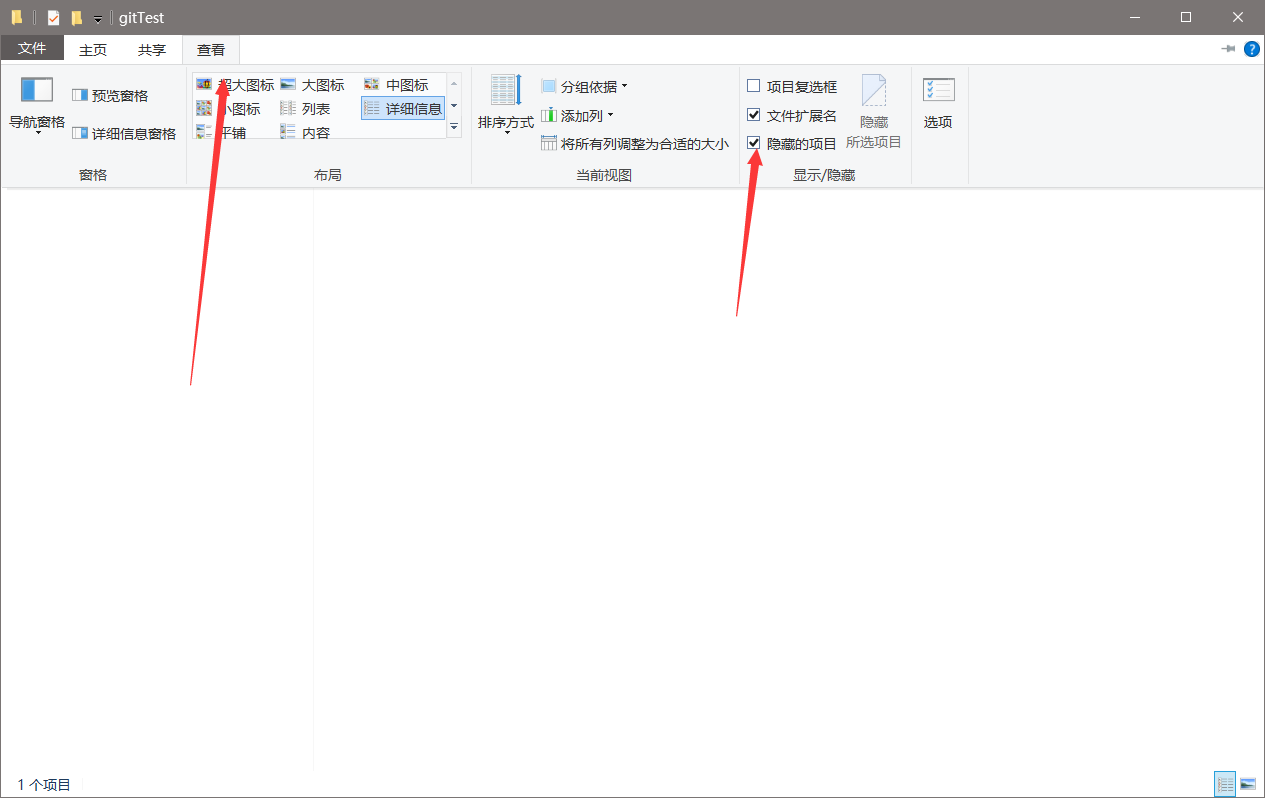 gitTest
文件 主页 共享 查看
导航窗格
预览窗格
详细信息窗格
窗格
超大图标 大图标 中图标
小图标 列表 详细信息
平铺 内容
布局
排序方式
分组依据
添加列
将所有列调整为合适的大小
当前视图
项目复选框
文件扩展名
隐藏的项目
隐藏
所选项目
显示/隐藏
选项
1 个项目